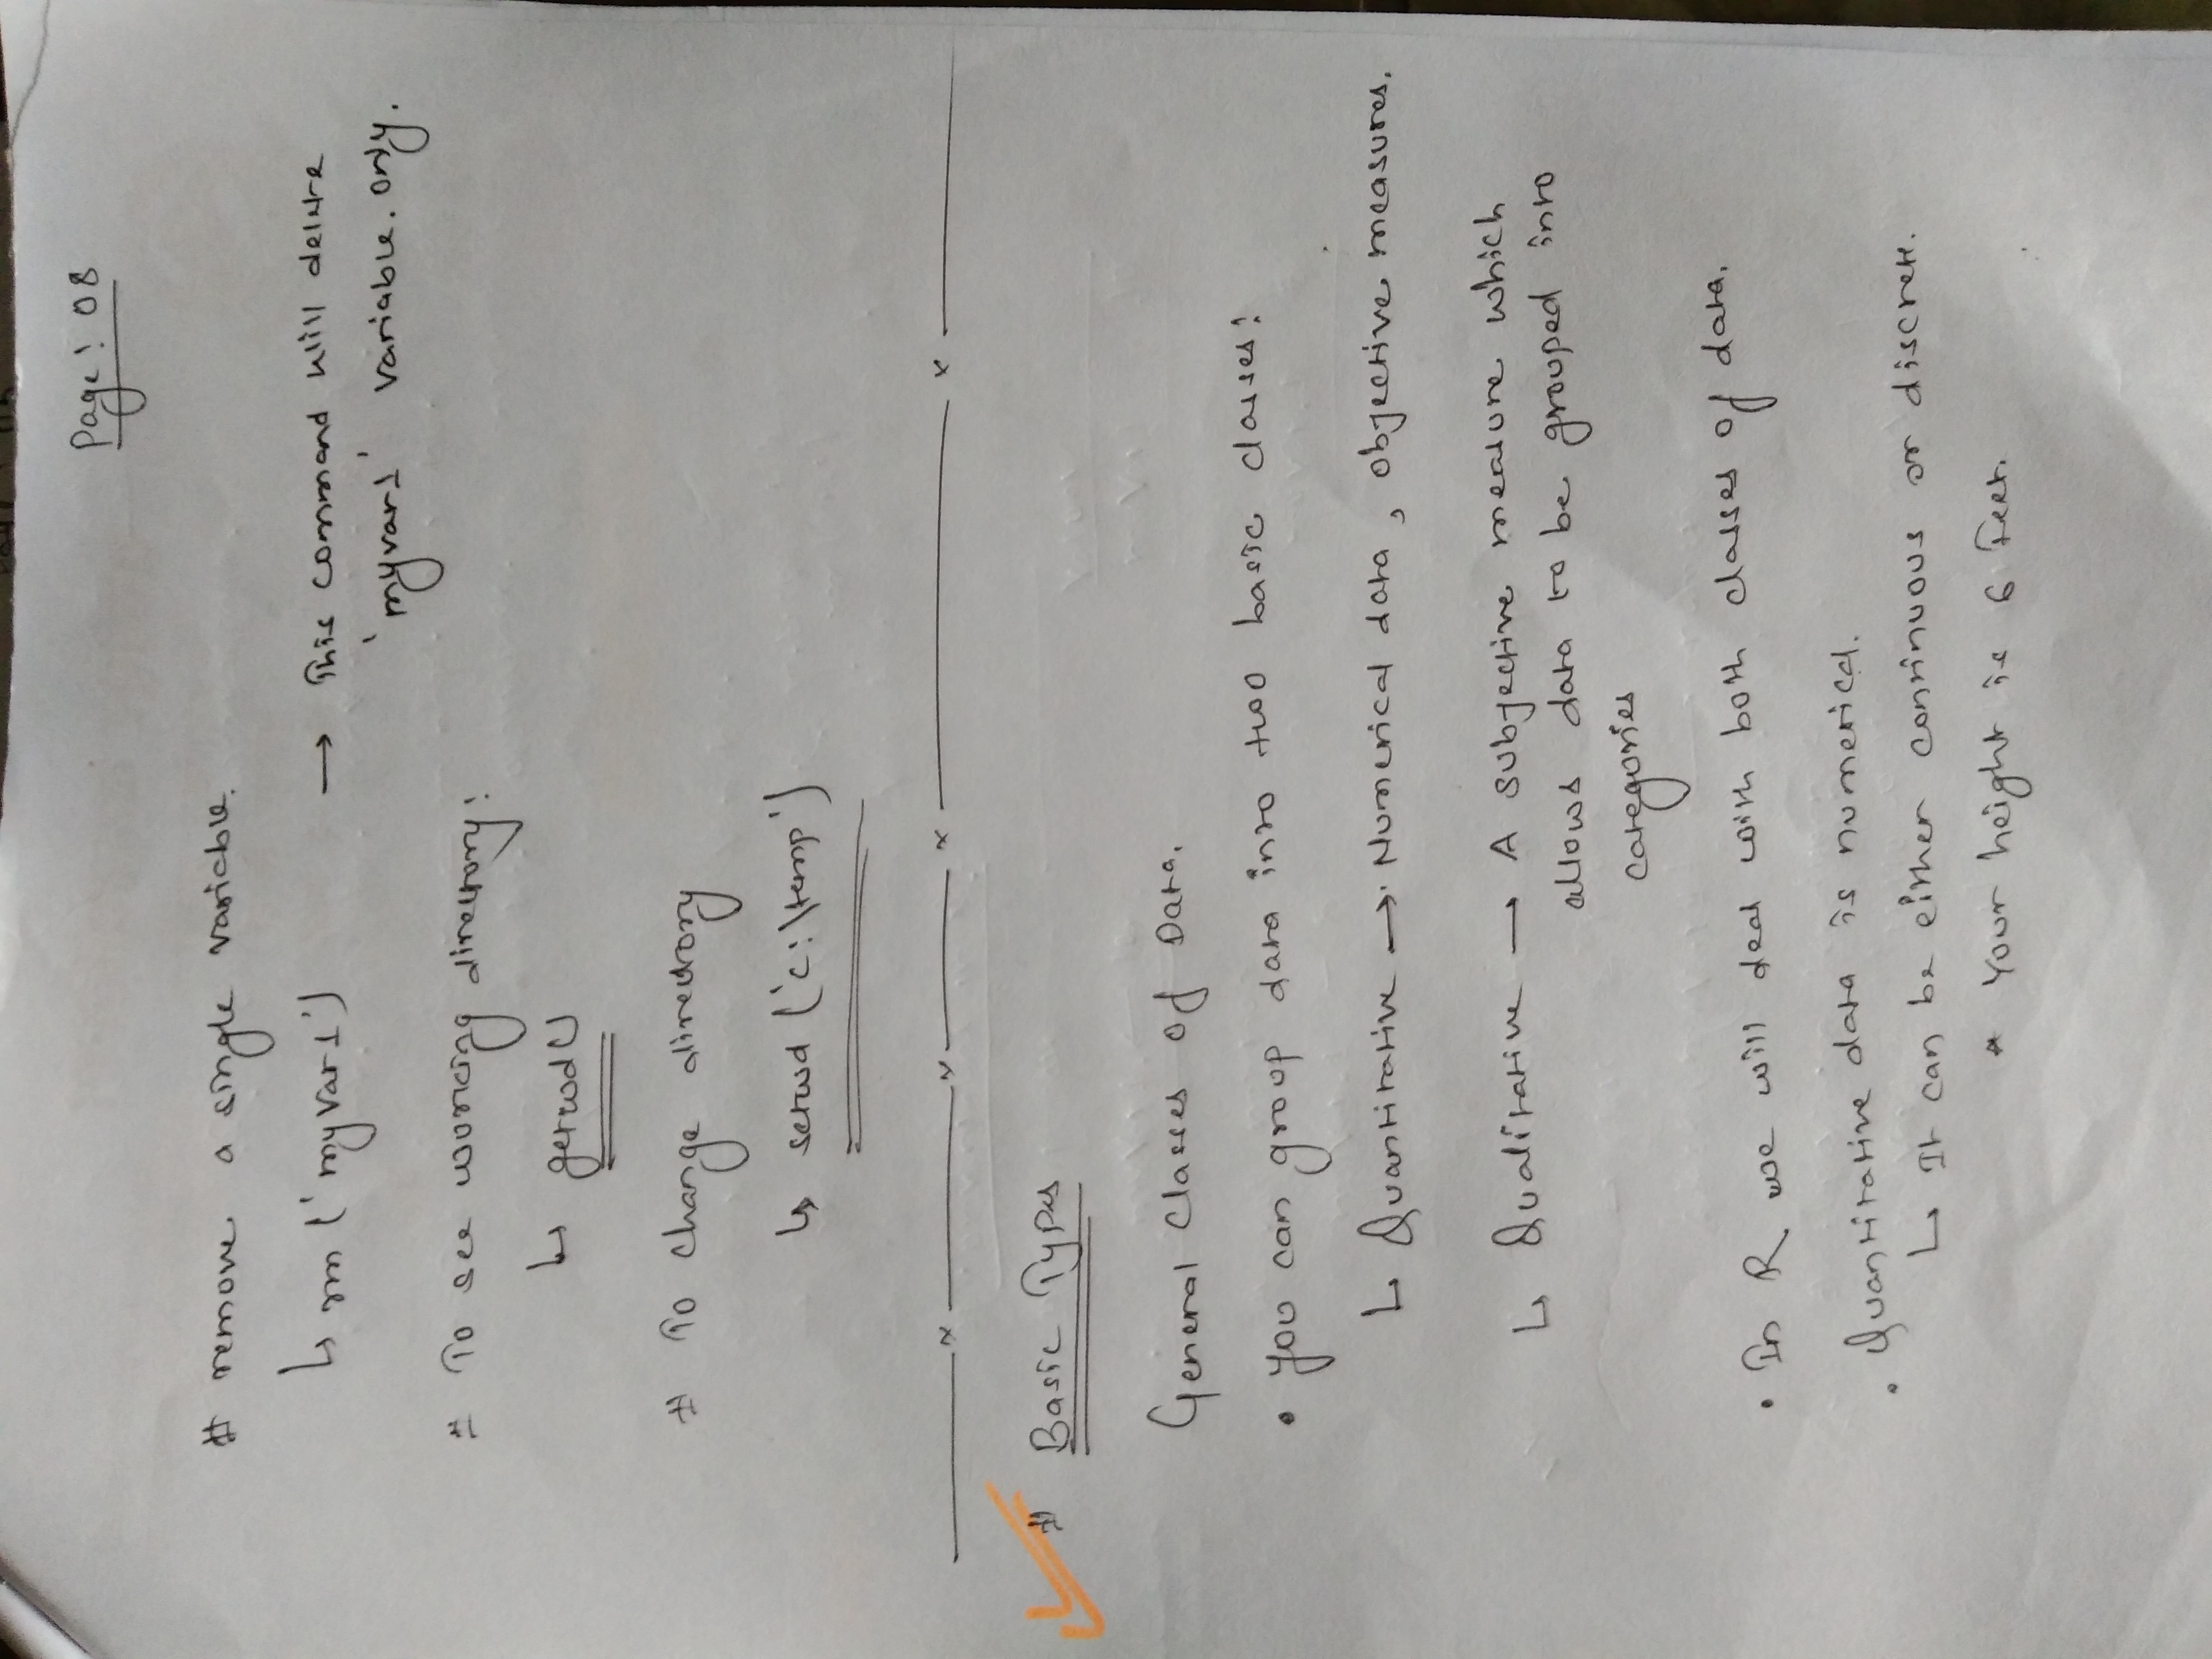 Page: 08
# remove a single variable.
↳ rm ('myvar1') → This command will delete
'myvar1' variable. only.
# To see working directory:
↳ getwd()
# To change directory
↳ setwd ('c:\temp')
# Basic Types
General Classes of Data.
• You can group data into two basic classes:
↳ Quantitative → Numerical data, objective measures.
↳ Qualitative → A subjective measure which
allows data to be grouped into
categories
• In R we will deal with both classes of data.
• Quantitative data is numerical.
↳ It can be either continuous or discrete.
* Your height is 6 feet.